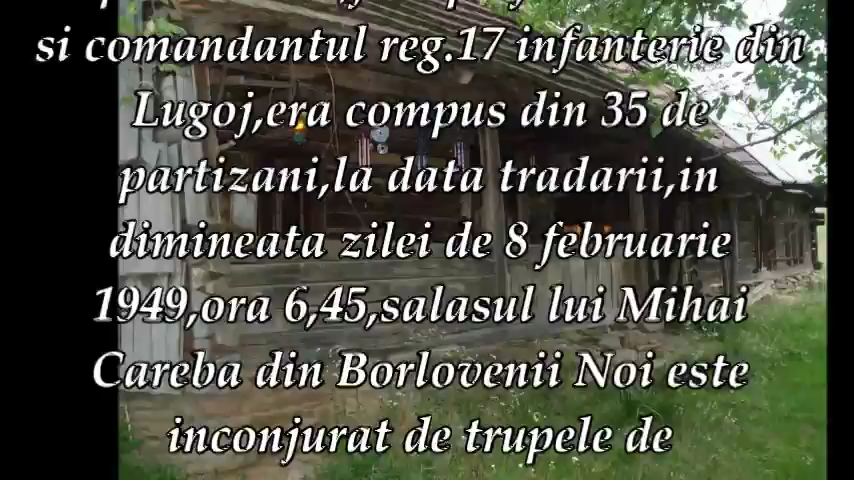 si comandantul reg.17 infanterie din
Lugoj,era compus din 35 de
partizani,la data tradarii,in
dimineata zilei de 8 februarie
1949,ora 6,45,salasul lui Mihai
Careba din Borlovenii Noi este
inconjurat de trupele de